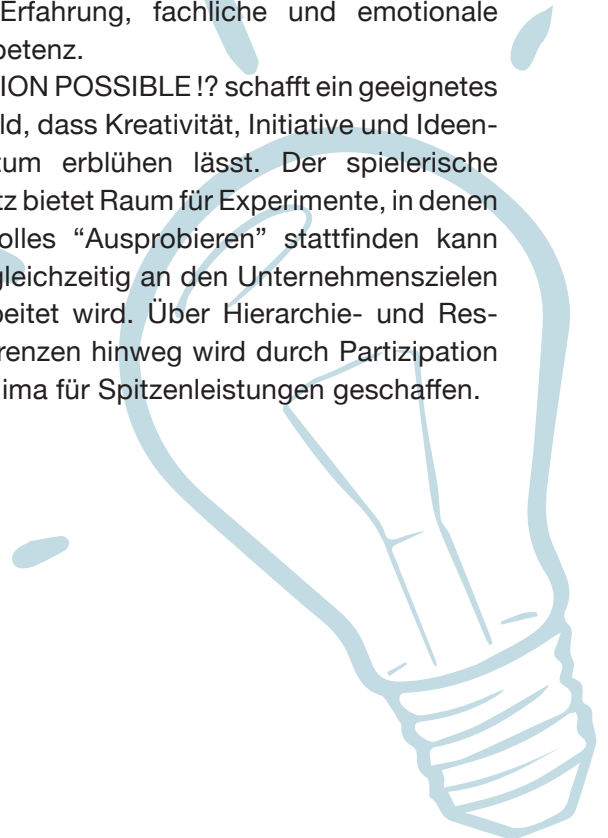 Erfahrung, fachliche und emotionale
petenz.
ION POSSIBLE !? schafft ein geeignetes
ld, dass Kreativität, Initiative und Ideen-
tum erblühen lässt. Der spielerische
tz bietet Raum für Experimente, in denen
olles “Ausprobieren” stattfinden kann
gleichzeitig an den Unternehmenszielen
beitet wird. Über Hierarchie- und Res-
renzen hinweg wird durch Partizipation
ima für Spitzenleistungen geschaffen.